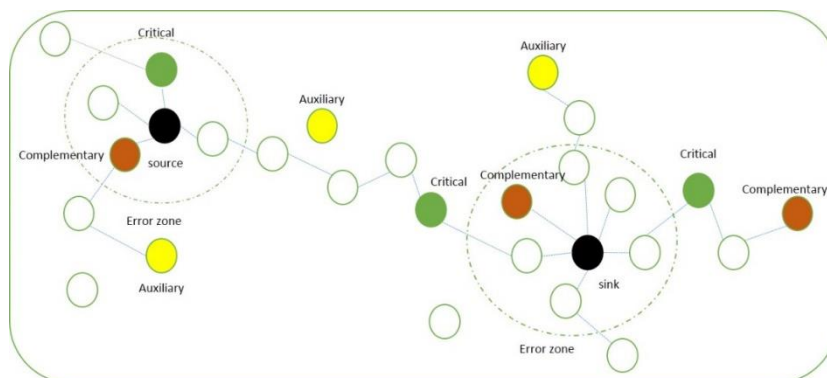 Critical
Auxiliary
Auxiliary
Complementary
source
Critical
Complementary
Critical
Complementary
Error zone
Auxiliary
sink
Error zone